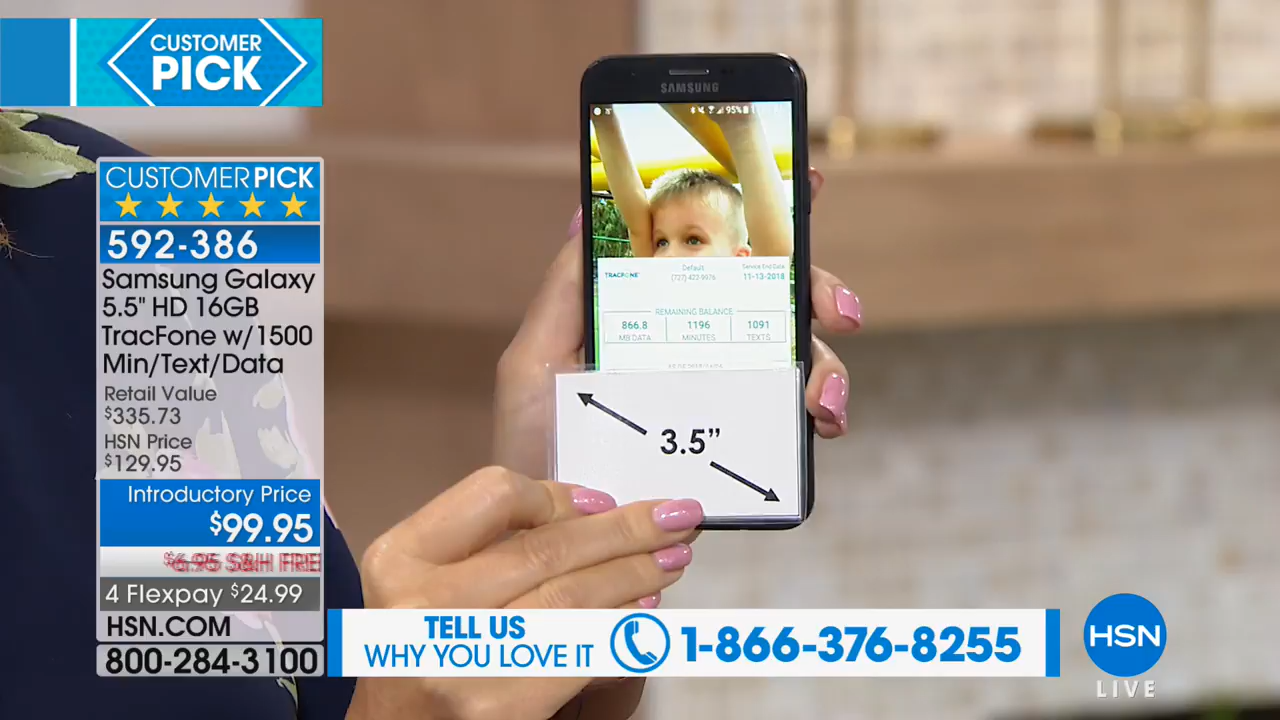 CUSTOMER
PICK
CUSTOMER PICK
592-386
Samsung Galaxy
5.5" HD 16GB
TracFone w/1500
Min/Text/Data
Retail Value
$335.73
HSN Price
$129.95
Introductory Price
$99.95
$6.95 S&H FRE
4 Flexpay $24.99
HSN.COM
800-284-3100
SAMSUNG
95%
TRACFONE
Default
Service End Date
11-13-2018
REMAINING BALANCE
866.8 1196 1091
MB DATA MINUTES TEXTS
3.5”
TELL US
WHY YOU LOVE IT
1-866-376-8255
HSN
LIVE